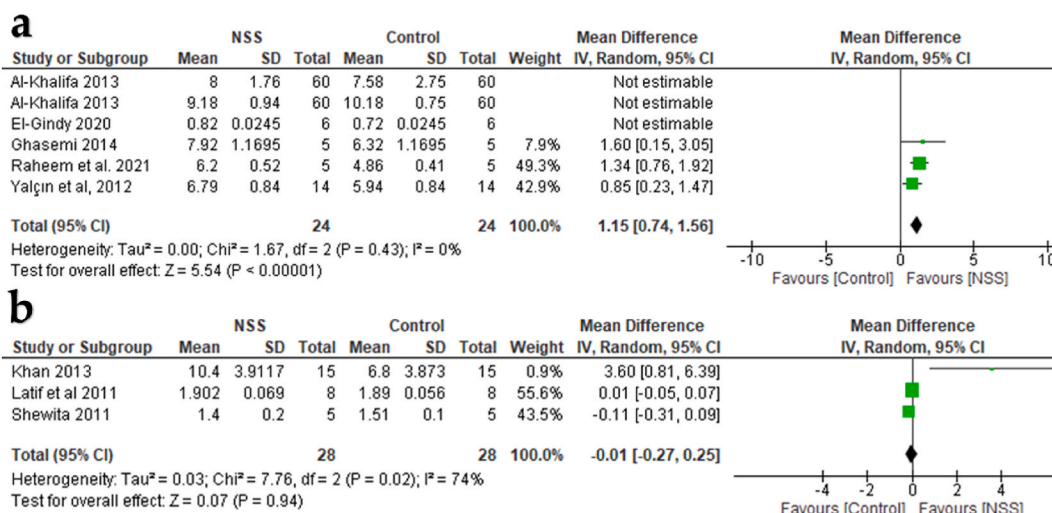 a
NSS Control Mean Difference Mean Difference
Study or Subgroup Mean SD Total Mean SD Total Weight IV, Random, 95% CI IV, Random, 95% CI
Al-Khalifa 2013 8 1.76 60 7.58 2.75 60 Not estimable
Al-Khalifa 2013 9.18 0.94 60 10.18 0.75 60 Not estimable
El-Gindy 2020 0.82 0.0245 6 0.72 0.0245 6 Not estimable
Ghasemi 2014 7.92 1.1695 5 6.32 1.1695 5 7.9% 1.60 [0.15, 3.05]
Raheem et al. 2021 6.2 0.52 5 4.86 0.41 5 49.3% 1.34 [0.76, 1.92]
Yalçın et al, 2012 6.79 0.84 14 5.94 0.84 14 42.9% 0.85 [0.23, 1.47]
Total (95% CI) 24 24 100.0% 1.15 [0.74, 1.56]
Heterogeneity: Tau² = 0.00; Chi² = 1.67, df = 2 (P = 0.43); I² = 0%
Test for overall effect: Z = 5.54 (P < 0.00001)
-10 -5 0 5 10
Favours [Control] Favours [NSS]
b
NSS Control Mean Difference Mean Difference
Study or Subgroup Mean SD Total Mean SD Total Weight IV, Random, 95% CI IV, Random, 95% CI
Khan 2013 10.4 3.9117 15 6.8 3.873 15 0.9% 3.60 [0.81, 6.39]
Latif et al 2011 1.902 0.069 8 1.89 0.056 8 55.6% 0.01 [-0.05, 0.07]
Shewita 2011 1.4 0.2 5 1.51 0.1 5 43.5% -0.11 [-0.31, 0.09]
Total (95% CI) 28 28 100.0% -0.01 [-0.27, 0.25]
Heterogeneity: Tau² = 0.03; Chi² = 7.76, df = 2 (P = 0.02); I² = 74%
Test for overall effect: Z = 0.07 (P = 0.94)
-4 -2 0 2 4
Favours [Control] Favours [NSS]